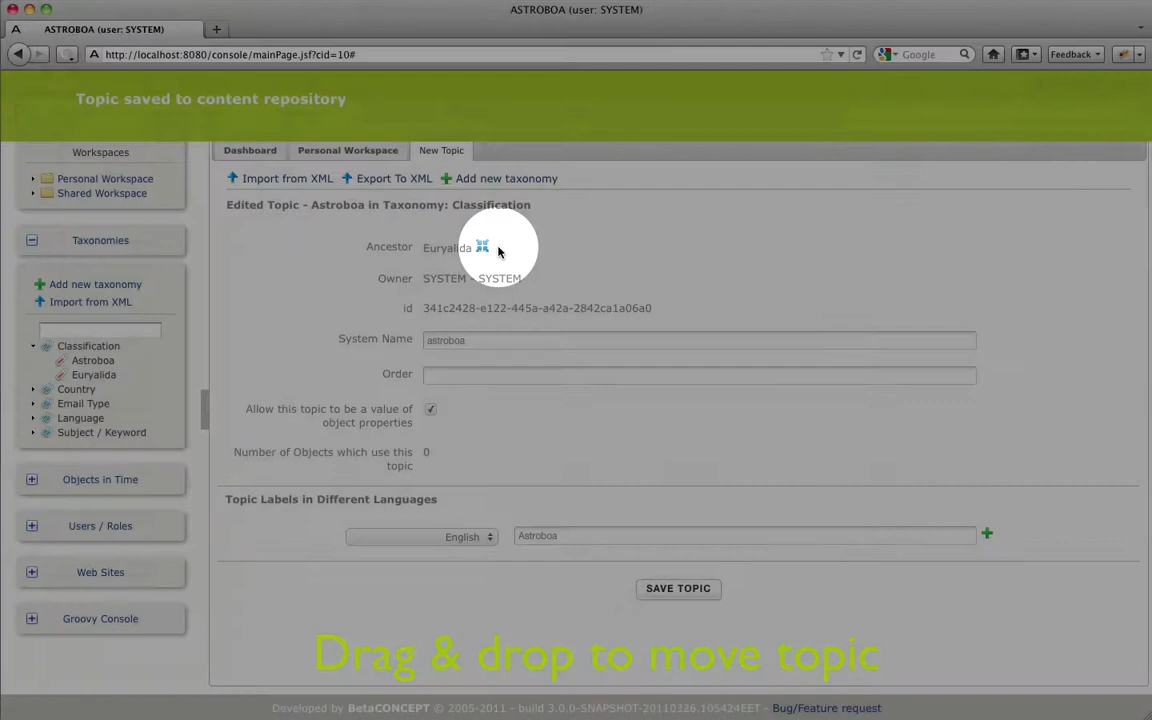 ASTROBOA (user: SYSTEM)
ASTROBOA (user: SYSTEM)
http://localhost:8080/console/mainPage.jsf?cid=10#
Google
Feedback
Topic saved to content repository
Workspaces
Personal Workspace
Shared Workspace
Taxonomies
Add new taxonomy
Import from XML
Classification
Astroboa
Euryalida
Country
Email Type
Language
Subject / Keyword
Objects in Time
Users / Roles
Web Sites
Groovy Console
Dashboard
Personal Workspace
New Topic
Import from XML
Export To XML
Add new taxonomy
Edited Topic - Astroboa in Taxonomy: Classification
Ancestor
Euryalida
Owner
SYSTEM - SYSTEM
id
341c2428-e122-445a-a42a-2842ca1a06a0
System Name
astroboa
Order
Allow this topic to be a value of
object properties
Number of Objects which use this
topic
0
Topic Labels in Different Languages
English
Astroboa
SAVE TOPIC
Drag & drop to move topic
Developed by BetaCONCEPT © 2005-2011 - build 3.0.0-SNAPSHOT-20110326.105424EET - Bug/Feature request